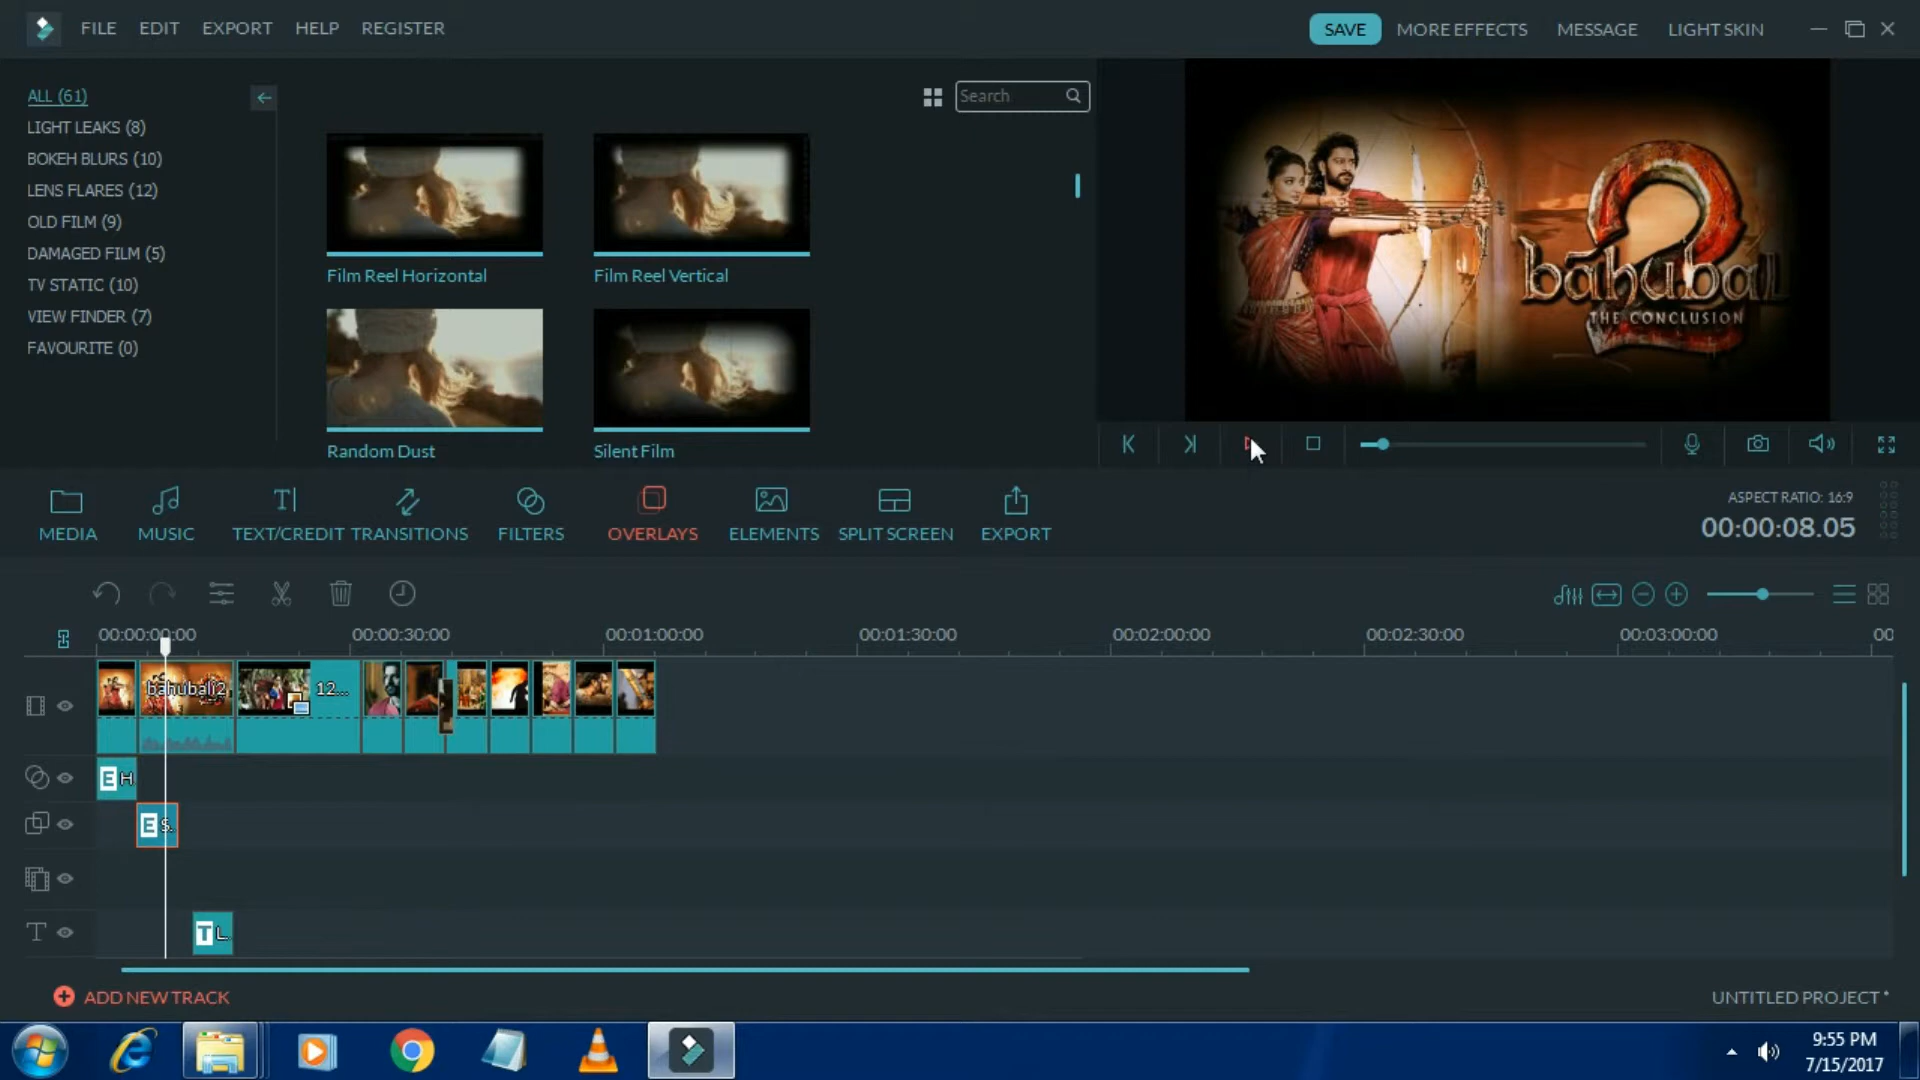 FILE EDIT EXPORT HELP REGISTER
SAVE MORE EFFECTS MESSAGE LIGHT SKIN
ALL (61)
LIGHT LEAKS (8)
BOKEH BLURS (10)
LENS FLARES (12)
OLD FILM (9)
DAMAGED FILM (5)
TV STATIC (10)
VIEW FINDER (7)
FAVOURITE (0)
Search
Film Reel Horizontal
Film Reel Vertical
Random Dust
Silent Film
2
bahubal
THE CONCLUSION
MEDIA MUSIC TEXT/CREDIT TRANSITIONS FILTERS OVERLAYS ELEMENTS SPLIT SCREEN EXPORT
ASPECT RATIO: 16:9
00:00:08.05
00:00:00:00 00:00:30:00 00:01:00:00 00:01:30:00 00:02:00:00 00:02:30:00 00:03:00:00 00
bahubali2 12...
E H
E S.
T L
ADD NEW TRACK
UNTITLED PROJECT *
9:55 PM
7/15/2017